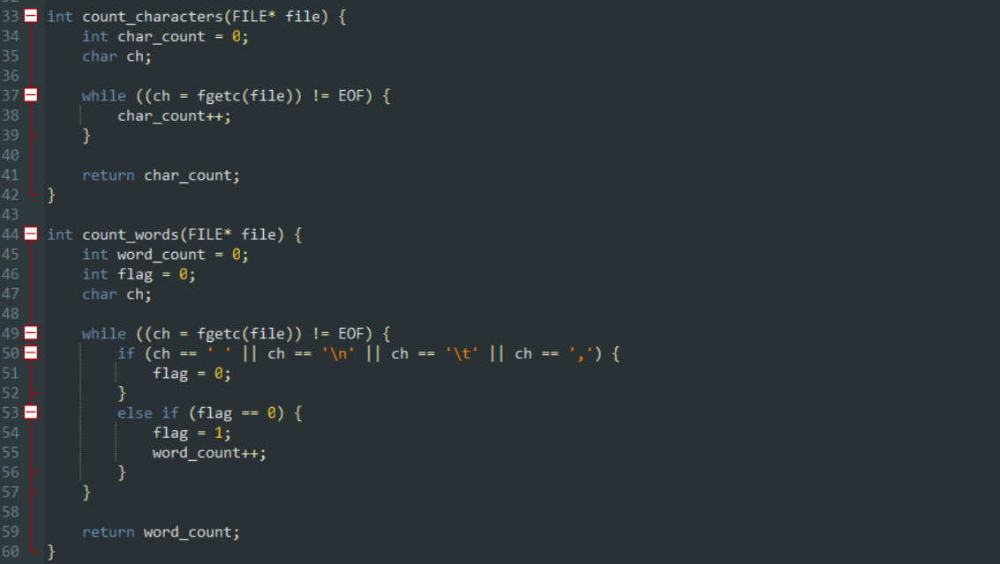 33 int count_characters(FILE* file) {
34     int char_count = 0;
35     char ch;
36
37     while ((ch = fgetc(file)) != EOF) {
38         char_count++;
39     }
40
41     return char_count;
42 }
43
44 int count_words(FILE* file) {
45     int word_count = 0;
46     int flag = 0;
47     char ch;
48
49     while ((ch = fgetc(file)) != EOF) {
50         if (ch == ' ' || ch == '\n' || ch == '\t' || ch == ',') {
51             flag = 0;
52         }
53         else if (flag == 0) {
54             flag = 1;
55             word_count++;
56         }
57     }
58
59     return word_count;
60 }